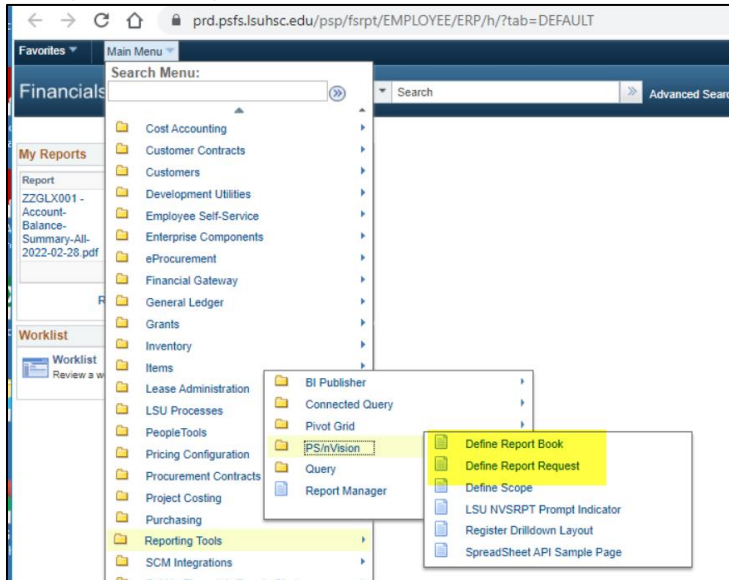 prd.psfs.lsuhsc.edu/psp/fsrpt/EMPLOYEE/ERP/h/?tab=DEFAULT
Favorites Main Menu
Search Menu:
Financials
Search
Advanced Searc
Cost Accounting
Customer Contracts
Customers
Development Utilities
Employee Self-Service
Enterprise Components
eProcurement
Financial Gateway
General Ledger
Grants
Inventory
Items
Lease Administration
LSU Processes
PeopleTools
Pricing Configuration
Procurement Contracts
Project Costing
Purchasing
Reporting Tools
SCM Integrations
My Reports
Report
ZZGLX001 -
Account-
Balance-
Summary-All-
2022-02-28.pdf
R
Worklist
Worklist
Review a w
BI Publisher
Connected Query
Pivot Grid
PS/nVision
Query
Report Manager
Define Report Book
Define Report Request
Define Scope
LSU NVSRPT Prompt Indicator
Register Drilldown Layout
SpreadSheet API Sample Page